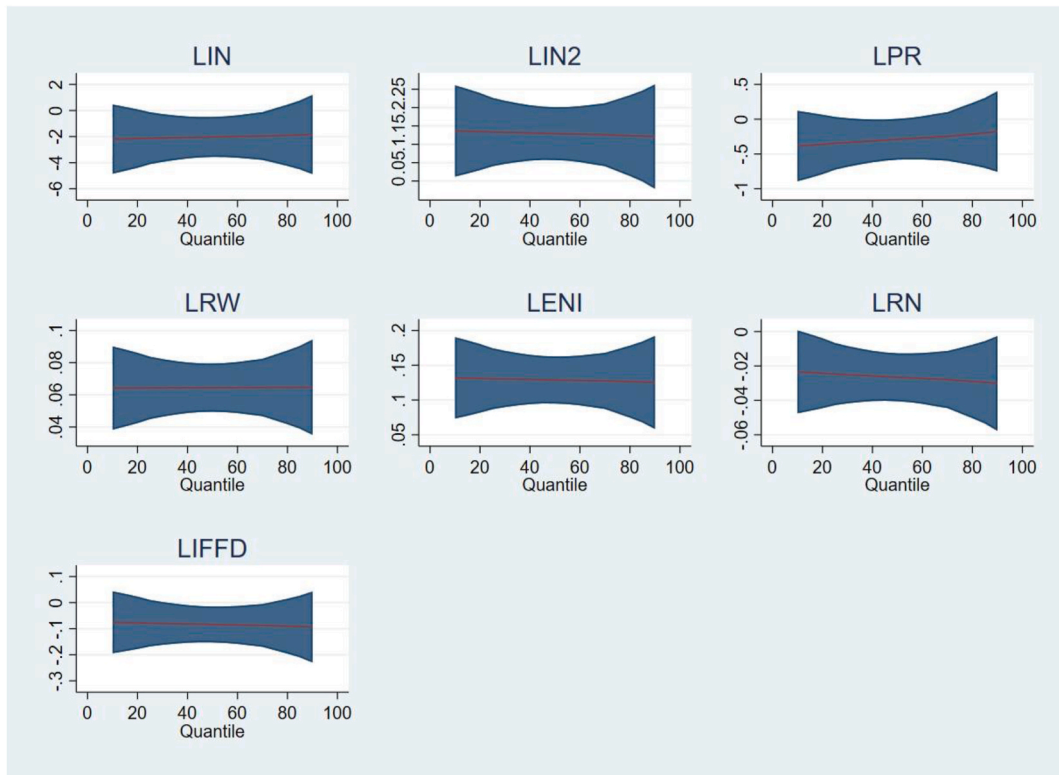 LIN
-6 -4 -2 0 2
0 20 40 60 80 100
Quantile
LIN2
0.05.1.15.2.25
0 20 40 60 80 100
Quantile
LPR
-1 -.5 0 .5
0 20 40 60 80 100
Quantile
LRW
.04 .06 .08 .1
0 20 40 60 80 100
Quantile
LENI
.05 .1 .15 .2
0 20 40 60 80 100
Quantile
LRN
-.06 -.04 -.02 0
0 20 40 60 80 100
Quantile
LIFFD
-.3 -.2 -.1 0 .1
0 20 40 60 80 100
Quantile